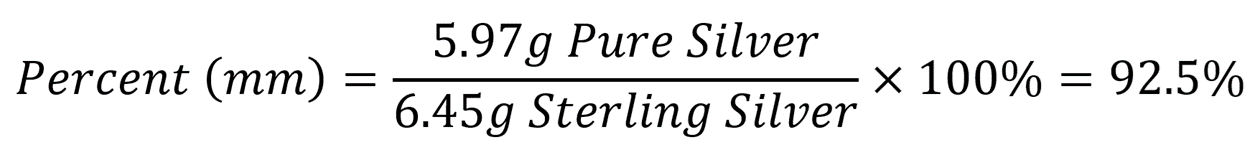 Percent (mm) = 5.97g Pure Silver / 6.45g Sterling Silver × 100% = 92.5%